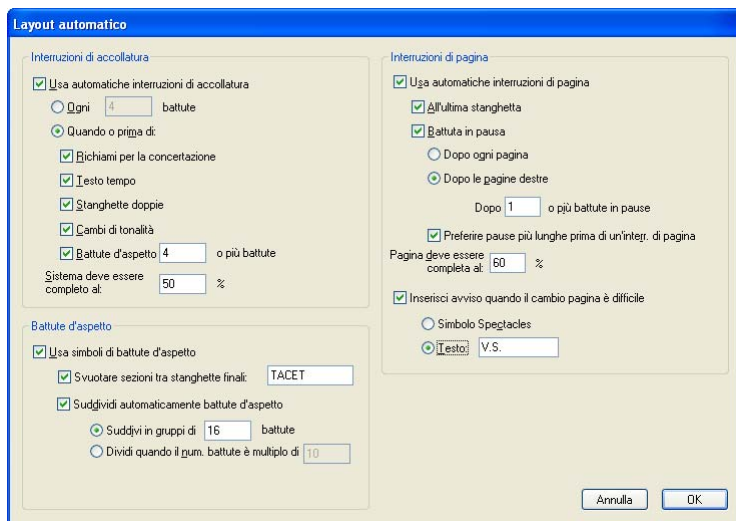 Layout automatico
Interruzioni di accollatura
Usa automatiche interruzioni di accollatura
Ogni 4 battute
Quando o prima di:
Richiami per la concertazione
Testo tempo
Stanghette doppie
Cambi di tonalità
Battute d'aspetto 4 o più battute
Sistema deve essere
completo al: 50 %
Battute d'aspetto
Usa simboli di battute d'aspetto
Svuotare sezioni tra stanghette finali: TACET
Suddividi automaticamente battute d'aspetto
Suddivi in gruppi di 16 battute
Dividi quando il num. battute è multiplo di 10
Interruzioni di pagina
Usa automatiche interruzioni di pagina
All'ultima stanghetta
Battuta in pausa
Dopo ogni pagina
Dopo le pagine destre
Dopo 1 o più battute in pause
Preferire pause più lunghe prima di un'interr. di pagina
Pagina deve essere
completa al: 60 %
Inserisci avviso quando il cambio pagina è difficile
Simbolo Spectacles
Testo: V.S.
Annulla OK